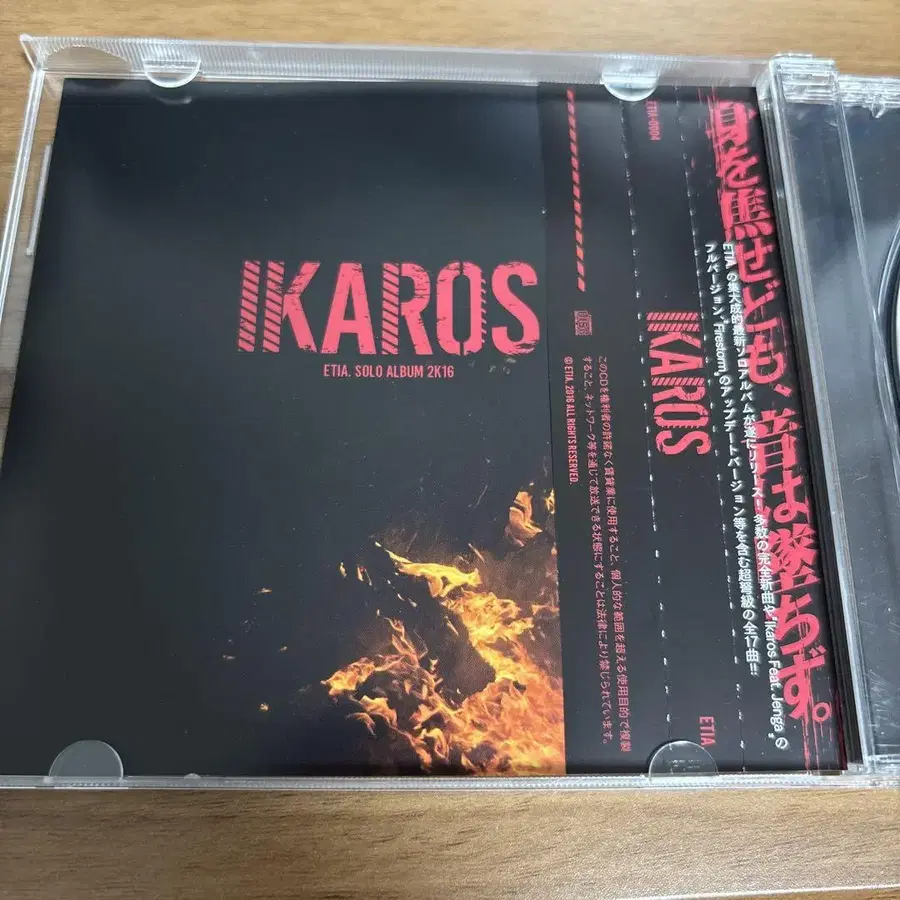 IKAROS
ETIA. SOLO ALBUM 2K16
ETIA-0004
IKAROS
ETIA
身を焦せども、音は墜ちず。
ETIA.の集大成的最新ソロアルバムが遂にリリース!多数の完全新曲や"Ikaros Feat. Jenga"の
フルバージョン,"Firestorm"のアップデートバージョン等を含む超弩級の全17曲!!
このCDを権利者の許諾なく賃貸業に使用すること、個人的な範囲を超える使用目的で複製
すること、ネットワーク等を通じて放送できる状態にすることは法律により禁じられています。
© ETIA. 2016 ALL RIGHTS RESERVED.